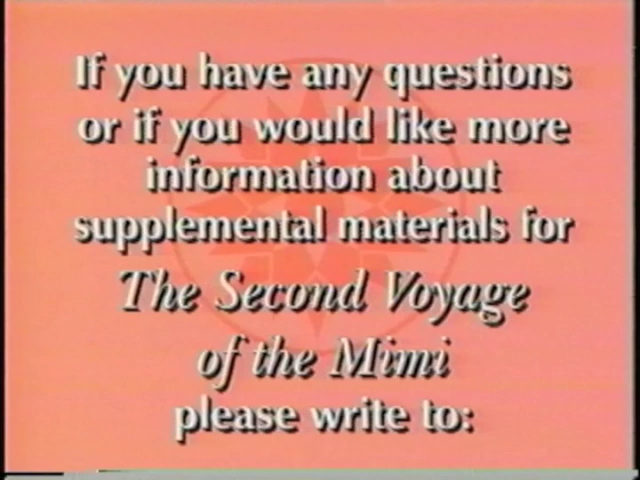 If you have any questions
or if you would like more
information about
supplemental materials for
The Second Voyage
of the Mimi
please write to: